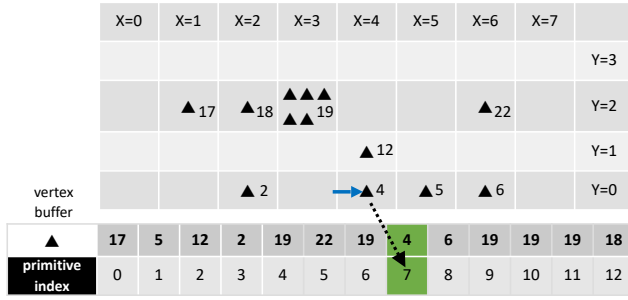 X=0 X=1 X=2 X=3 X=4 X=5 X=6 X=7
Y=3
17 18 19 22 Y=2
12 Y=1
2 4 5 6 Y=0
vertex
buffer
17 5 12 2 19 22 19 4 6 19 19 19 18
primitive
index
0 1 2 3 4 5 6 7 8 9 10 11 12